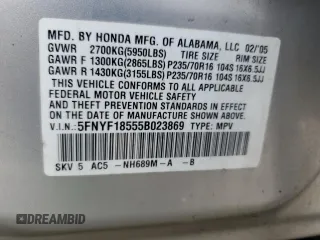 MFD. BY HONDA MFG. OF ALABAMA, LLC 02/'05
GVWR 2700KG(5950LBS) TIRE SIZE RIM SIZE
GAWR F 1300KG(2865LBS) P235/70R16 104S 16X6.5JJ
GAWR R 1430KG(3155LBS) P235/70R16 104S 16X6.5JJ
THIS VEHICLE CONFORMS TO ALL APPLICABLE
FEDERAL MOTOR VEHICLE SAFETY STANDARDS
IN EFFECT ON THE DATE OF
MANUFACTURE SHOWN ABOVE.
V.I.N: 5FNYF18555B023869 TYPE: MPV
SKV 5 AC5 -NH689M -A -B
DREAMBID